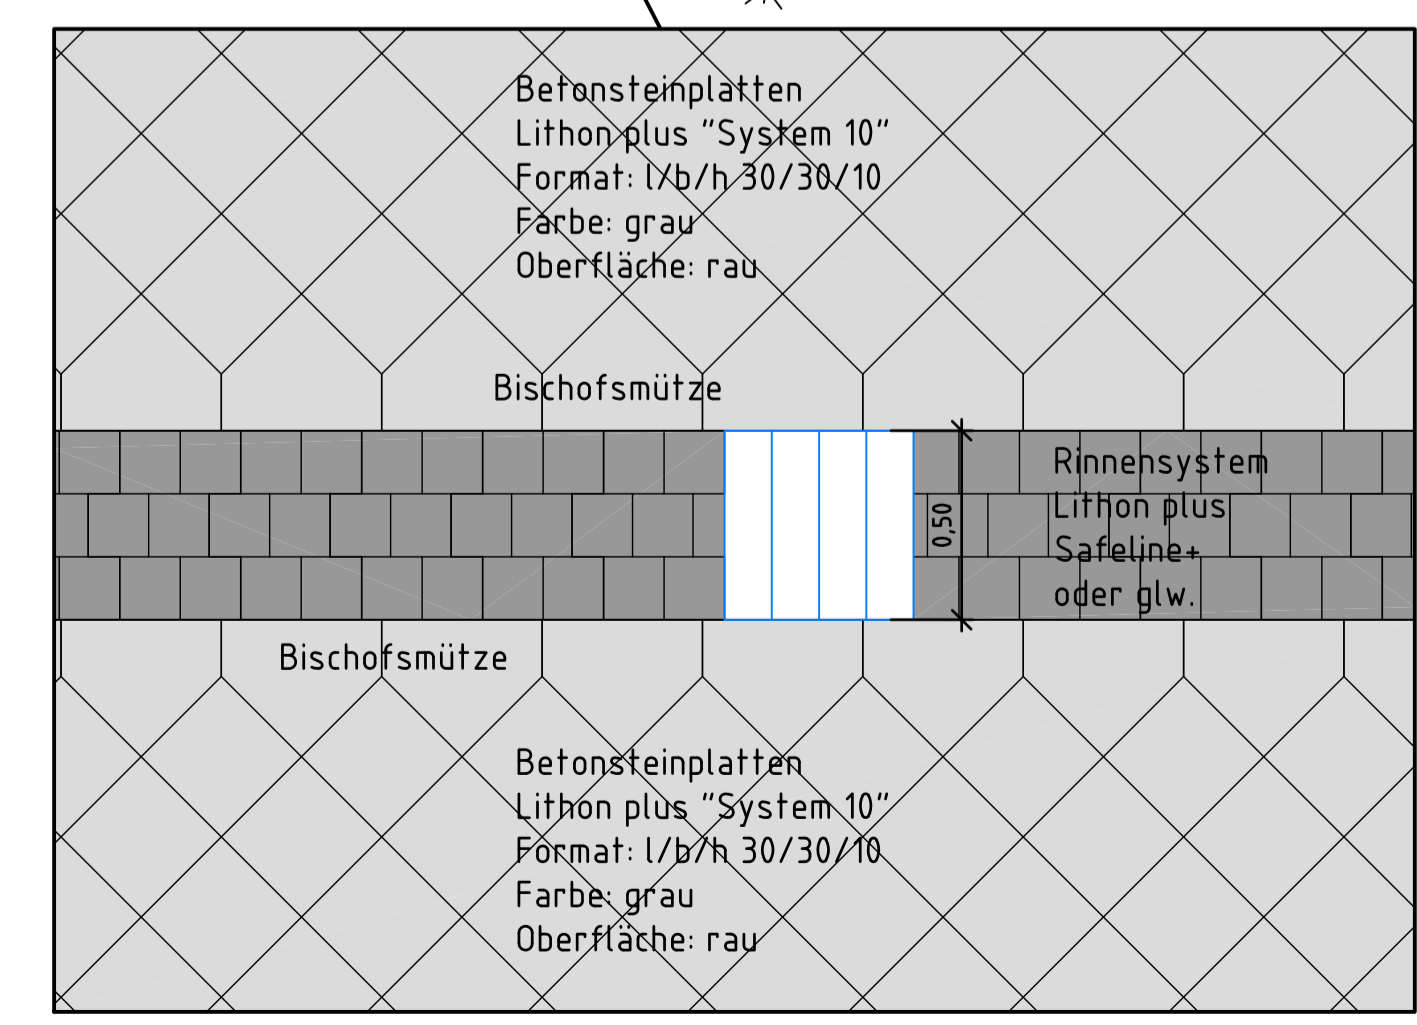 Betonsteinplatten
Lithon plus "System 10"
Format: l/b/h 30/30/10
Farbe: grau
Oberfläche: rau
Bischofsmütze
Rinnensystem
Lithon plus
Safeline+
oder glw.
0,50
Bischofsmütze
Betonsteinplatten
Lithon plus "System 10"
Format: l/b/h 30/30/10
Farbe: grau
Oberfläche: rau